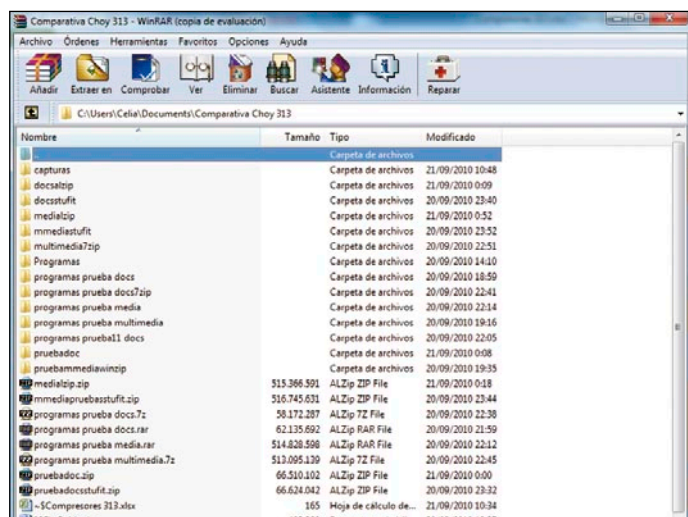 Comparativa Choy 313 - WinRAR (copia de evaluación)
Archivo Órdenes Herramientas Favoritos Opciones Ayuda
Añadir Extraer en Comprobar Ver Eliminar Buscar Asistente Información Reparar
C:\Users\Celia\Documents\Comparativa Choy 313
Nombre Tamaño Tipo Modificado
.. Carpeta de archivos
capturas Carpeta de archivos 21/09/2010 10:48
docsalzip Carpeta de archivos 21/09/2010 0:09
docsstufit Carpeta de archivos 20/09/2010 23:40
medialzip Carpeta de archivos 21/09/2010 0:52
mmediastufit Carpeta de archivos 20/09/2010 23:52
multimedia7zip Carpeta de archivos 20/09/2010 22:51
Programas Carpeta de archivos 20/09/2010 14:10
programas prueba docs Carpeta de archivos 20/09/2010 18:59
programas prueba docs7zip Carpeta de archivos 20/09/2010 22:41
programas prueba media Carpeta de archivos 20/09/2010 22:14
programas prueba multimedia Carpeta de archivos 20/09/2010 19:16
programas prueba11 docs Carpeta de archivos 20/09/2010 22:05
pruebadoc Carpeta de archivos 21/09/2010 0:08
pruebammediawinzip Carpeta de archivos 20/09/2010 19:35
medialzip.zip 515.366.591 ALZip ZIP File 21/09/2010 0:18
mmediapruebasstufit.zip 516.745.631 ALZip ZIP File 20/09/2010 23:44
programas prueba docs.7z 58.172.287 ALZip 7Z File 20/09/2010 22:38
programas prueba docs.rar 62.135.692 ALZip RAR File 20/09/2010 21:59
programas prueba media.rar 514.828.598 ALZip RAR File 20/09/2010 22:12
programas prueba multimedia.7z 513.095.139 ALZip 7Z File 20/09/2010 22:45
pruebadoc.zip 66.510.102 ALZip ZIP File 21/09/2010 0:00
pruebadocsstufit.zip 66.624.042 ALZip ZIP File 20/09/2010 23:32
~$Compresores 313.xlsx 165 Hoja de cálculo de... 21/09/2010 10:34